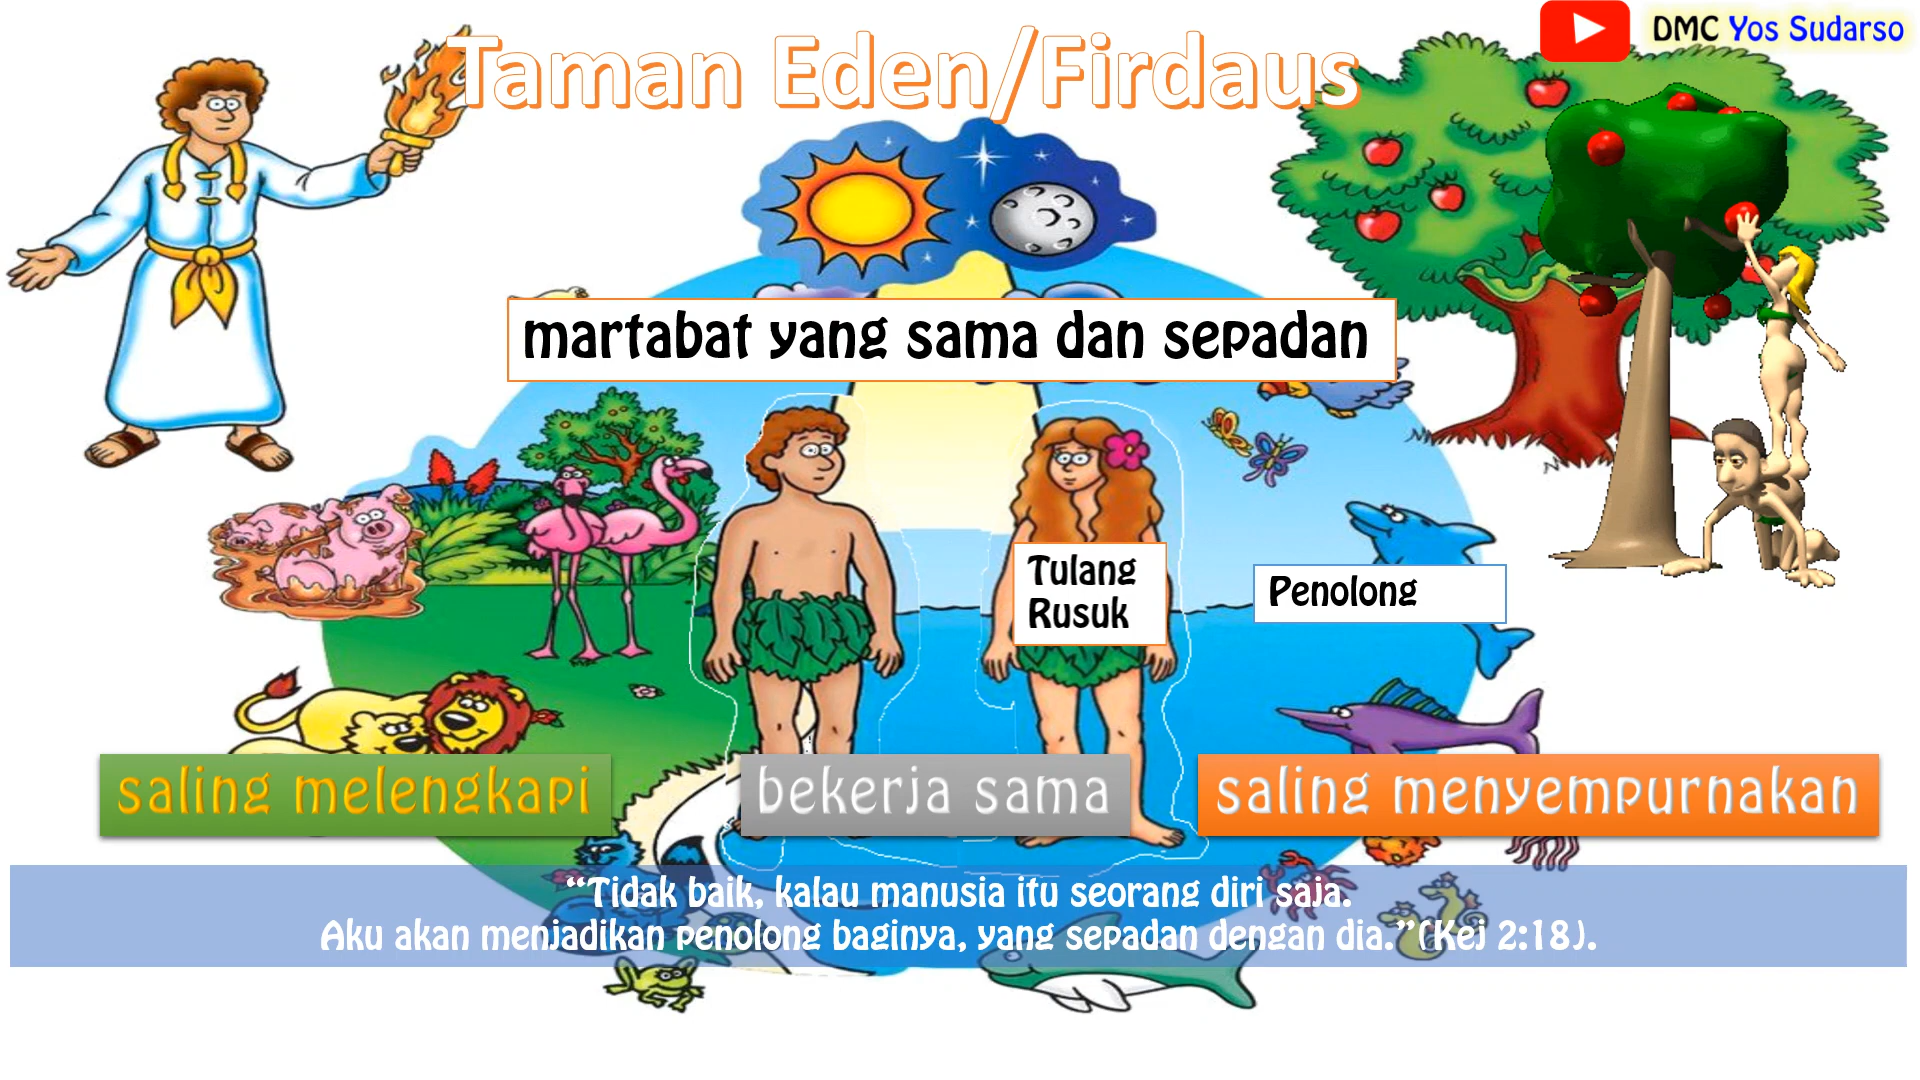 Taman Eden/Firdaus
DMC Yos Sudarso
martabat yang sama dan sepadan
Tulang
Rusuk
Penolong
saling melengkapi
bekerja sama
saling menyempurnakan
“Tidak baik, kalau manusia itu seorang diri saja.
Aku akan menjadikan penolong baginya, yang sepadan dengan dia.”(Kej 2:18).